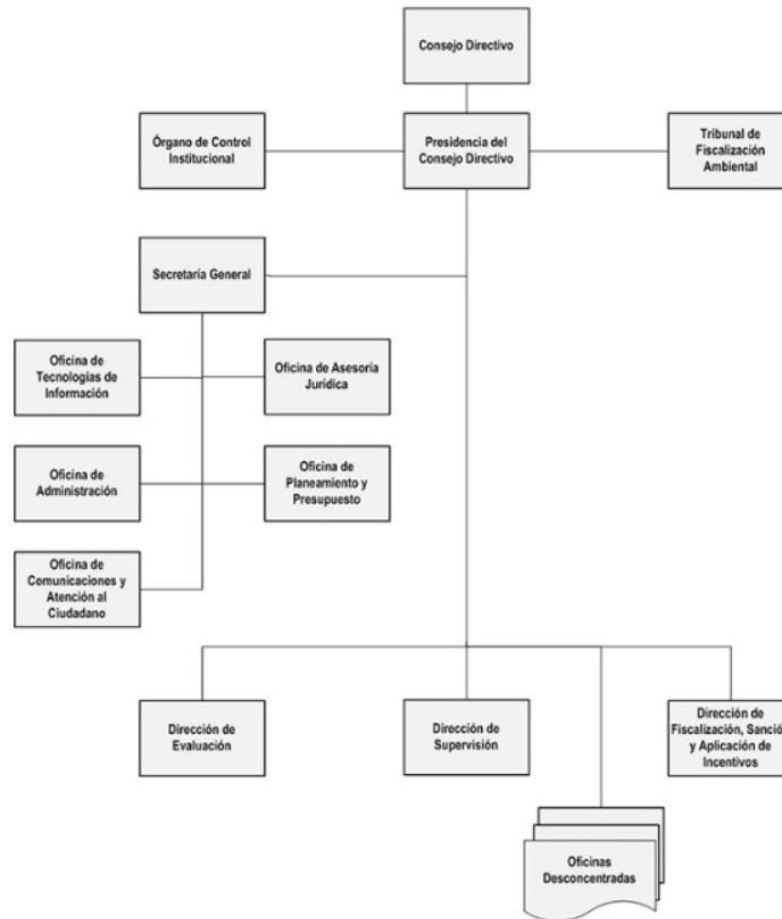 Consejo Directivo
Órgano de Control
Institucional
Presidencia del
Consejo Directivo
Tribunal de
Fiscalización
Ambiental
Secretaría General
Oficina de
Tecnologías de
Información
Oficina de Asesoría
Jurídica
Oficina de
Administración
Oficina de
Planeamiento y
Presupuesto
Oficina de
Comunicaciones y
Atención al
Ciudadano
Dirección de
Evaluación
Dirección de
Supervisión
Dirección de
Fiscalización, Sanció
y Aplicación de
Incentivos
Oficinas
Desconcentradas